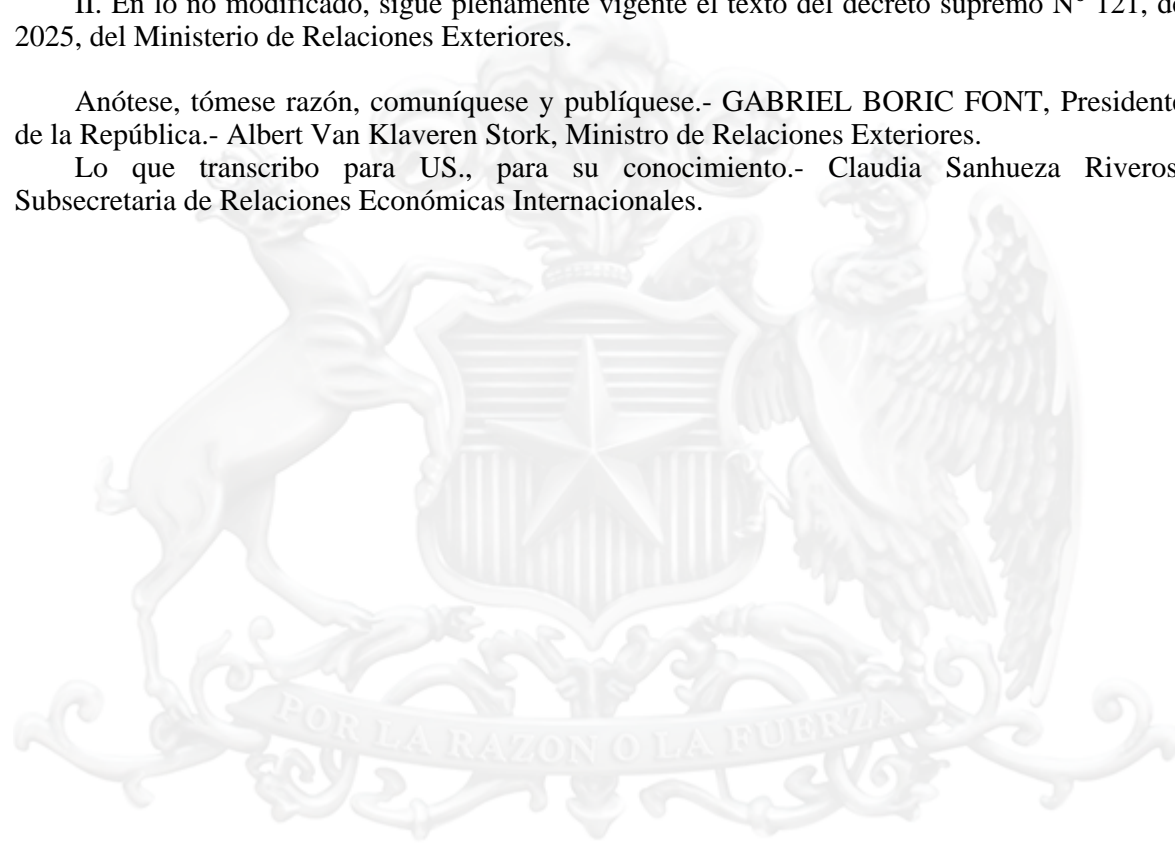 II. En lo no modificado, sigue plenamente vigente el texto del decreto supremo N° 121, de
2025, del Ministerio de Relaciones Exteriores.
Anótese, tómese razón, comuníquese y publíquese.- GABRIEL BORIC FONT, Presidente
de la República.- Albert Van Klaveren Stork, Ministro de Relaciones Exteriores.
Lo que transcribo para US., para su conocimiento.- Claudia Sanhueza Riveros
Subsecretaria de Relaciones Económicas Internacionales.
POR LA RAZON O LA FUERZA